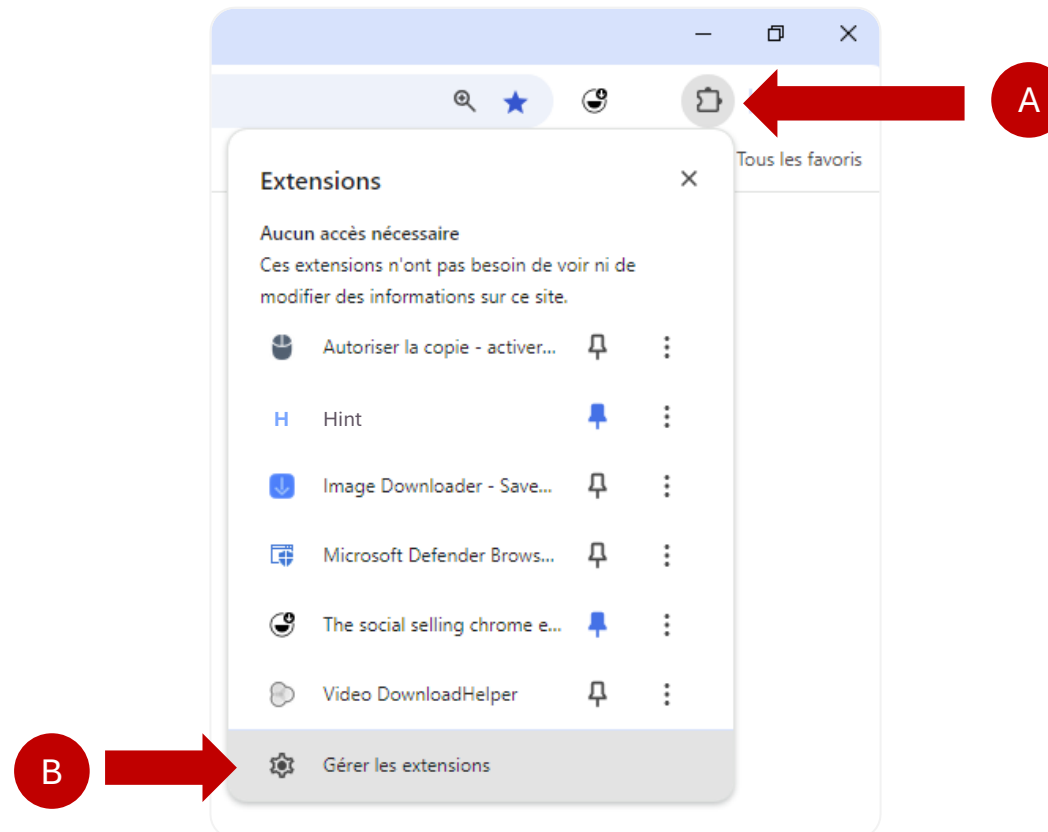 A
Tous les favoris
Extensions
Aucun accès nécessaire
Ces extensions n'ont pas besoin de voir ni de
modifier des informations sur ce site.
Autoriser la copie - activer...
H Hint
Image Downloader - Save...
Microsoft Defender Brows...
The social selling chrome e...
Video DownloadHelper
B
Gérer les extensions